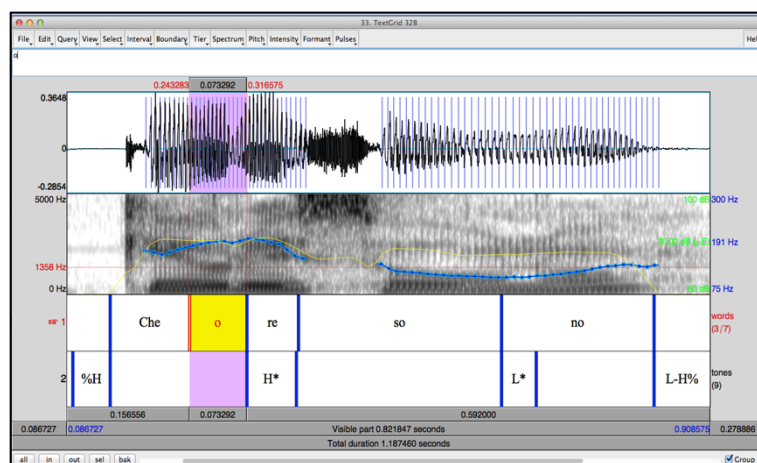 33. TextGrid 32B
File Edit Query View Select Interval Boundary Tier Spectrum Pitch Intensity Formant Pulses Hel
o
0.243283 0.073292 0.316575
0.3648
0
-0.2854
5000 Hz 100 dB 300 Hz
191 Hz
1358 Hz
0 Hz 75 Hz
1 Che o re so no words
(3/7)
2 %H H* L* L-H% tones
(9)
0.156556 0.073292 0.592000
0.086727 0.086727 Visible part 0.821847 seconds 0.908575 0.278886
Total duration 1.187460 seconds
all in out sel bak Group